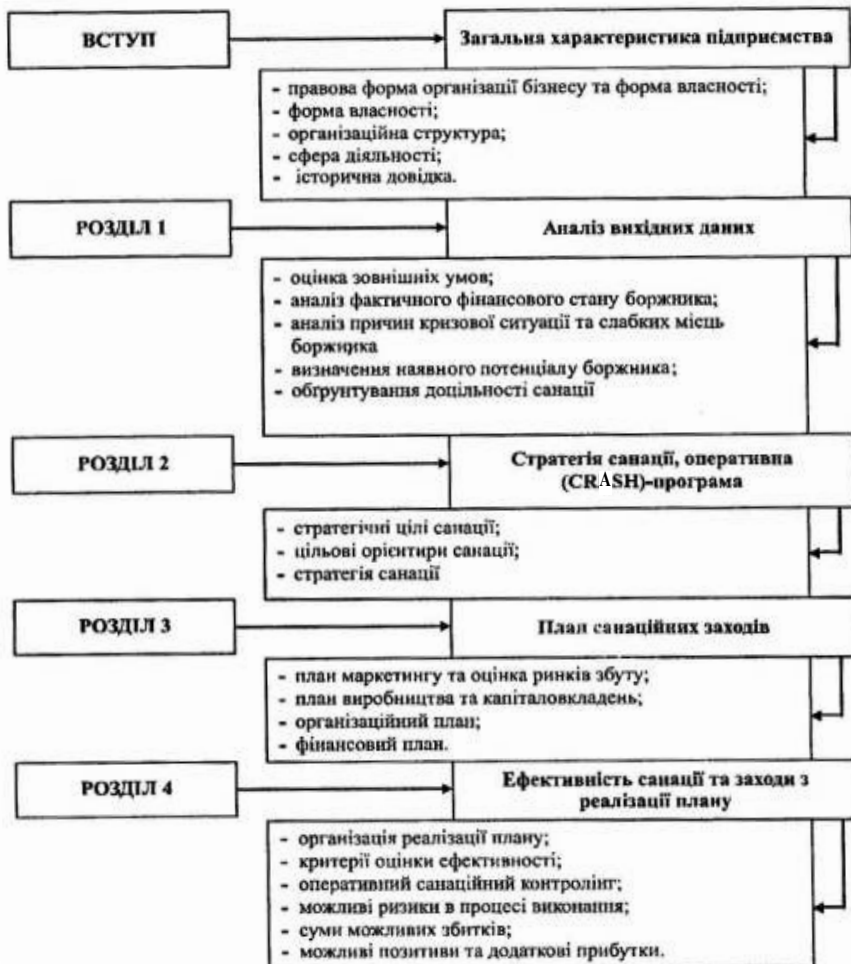 ВСТУП
Загальна характеристика підприємства
- правова форма організації бізнесу та форма власності;
- форма власності;
- організаційна структура;
- сфера діяльності;
- історична довідка.
РОЗДІЛ 1
Аналіз вихідних даних
- оцінка зовнішніх умов;
- аналіз фактичного фінансового стану боржника;
- аналіз причин кризової ситуації та слабких місць
боржника
- визначення наявного потенціалу боржника;
- обґрунтування доцільності санації
РОЗДІЛ 2
Стратегія санації, оперативна
(CRASH)-програма
- стратегічні цілі санації;
- цільові орієнтири санації;
- стратегія санації
РОЗДІЛ 3
План санаційних заходів
- план маркетингу та оцінка ринків збуту;
- план виробництва та капіталовкладень;
- організаційний план;
- фінансовий план.
РОЗДІЛ 4
Ефективність санації та заходи з
реалізації плану
- організація реалізації плану;
- критерії оцінки ефективності;
- оперативний санаційний контролінг;
- можливі ризики в процесі виконання;
- суми можливих збитків;
- можливі позитиви та додаткові прибутки.